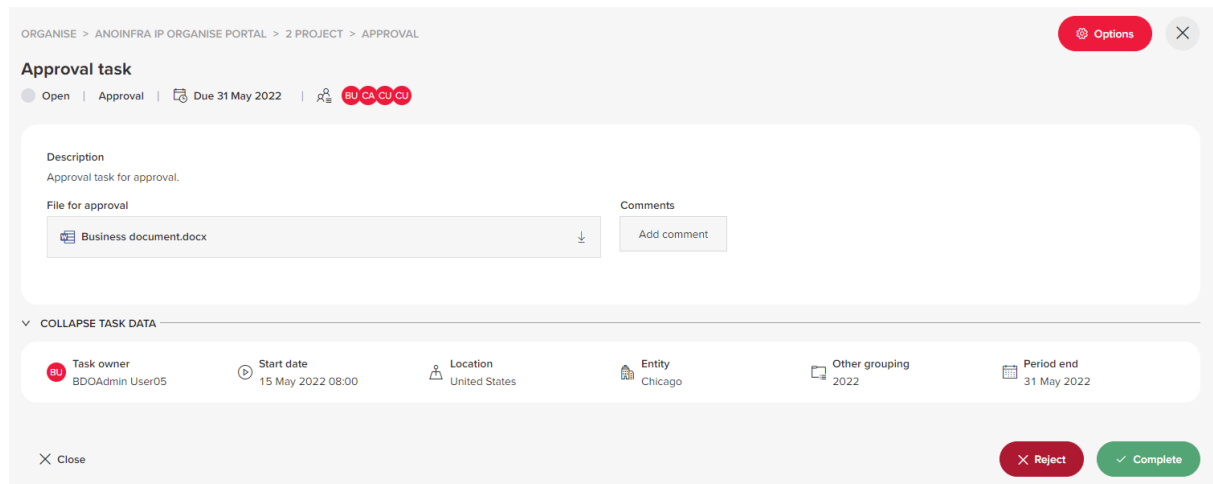 ORGANISE > ANOINFRA IP ORGANISE PORTAL > 2 PROJECT > APPROVAL
Options
Approval task
Open | Approval | Due 31 May 2022 | BU CA CU CU
Description
Approval task for approval.
File for approval
Comments
Business document.docx
Add comment
COLLAPSE TASK DATA
BU
Task owner
BDOAdmin User05
Start date
15 May 2022 08:00
Location
United States
Entity
Chicago
Other grouping
2022
Period end
31 May 2022
Close
Reject
Complete